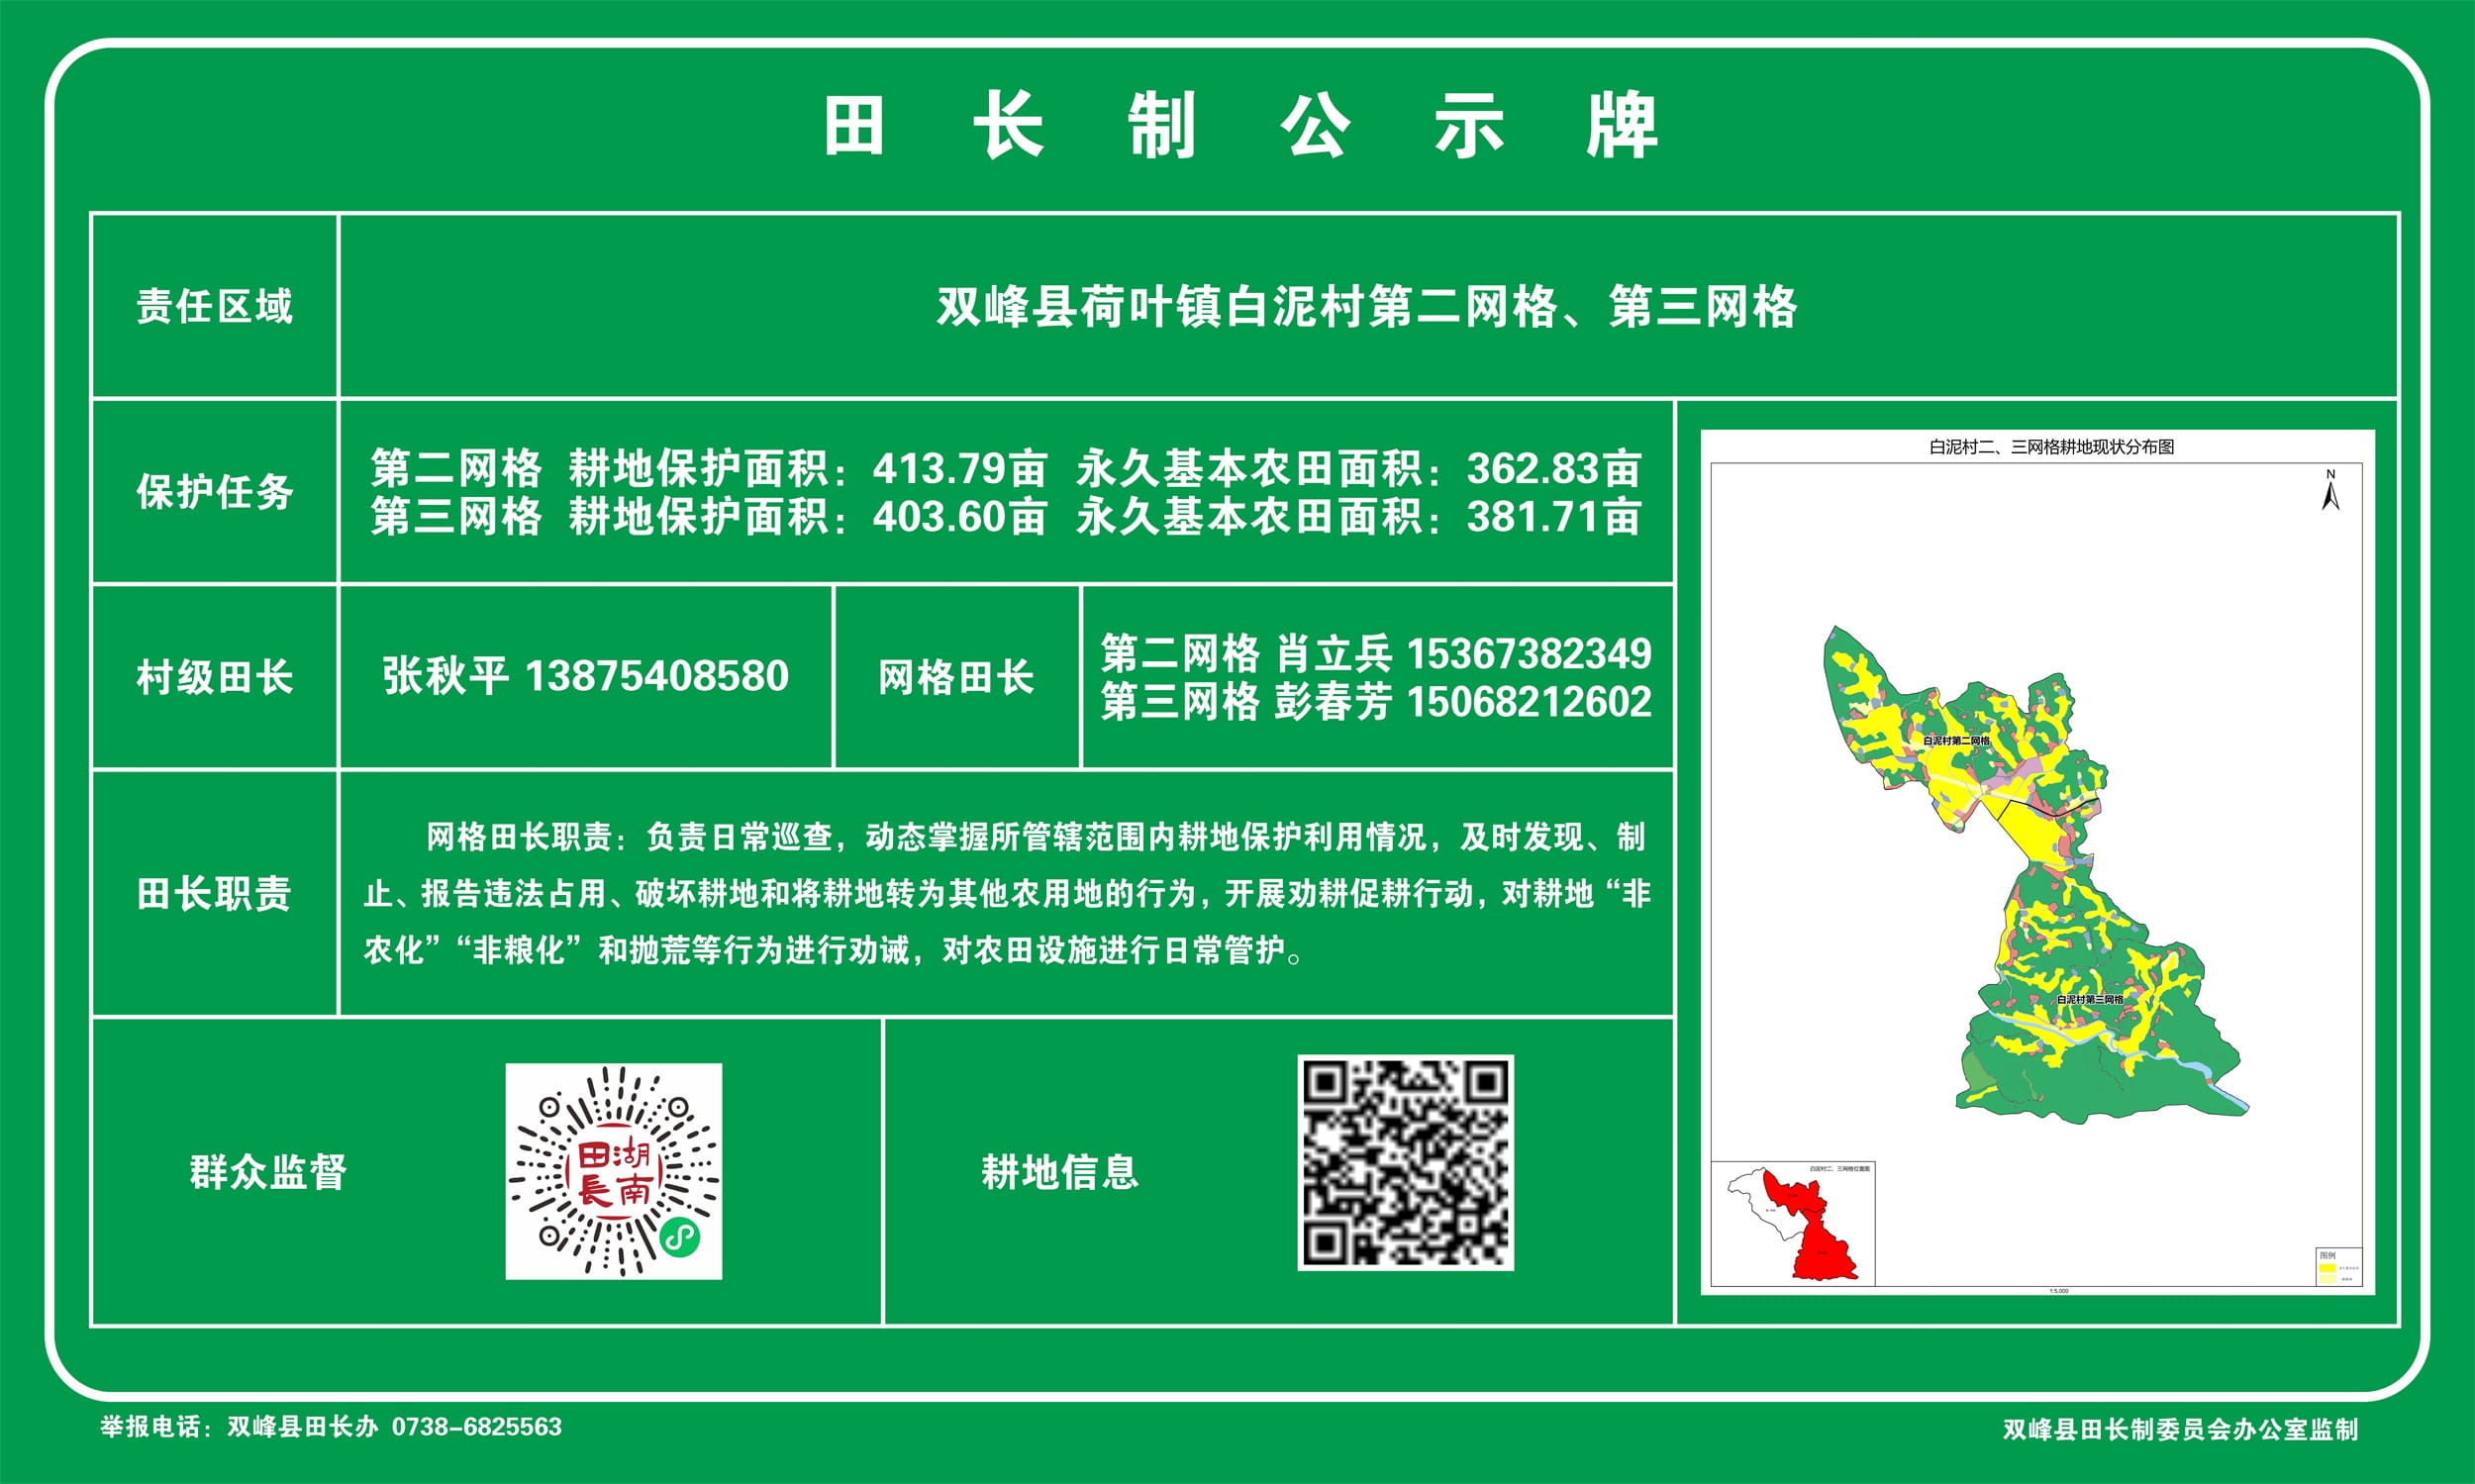 田长制公示牌
责任区域
双峰县荷叶镇白泥村第二网格、第三网格
保护任务
第二网格 耕地保护面积：413.79亩 永久基本农田面积：362.83亩
第三网格 耕地保护面积：403.60亩 永久基本农田面积：381.71亩
村级田长
张秋平 13875408580
网格田长
第二网格 肖立兵 15367382349
第三网格 彭春芳 15068212602
田长职责
网格田长职责：负责日常巡查，动态掌握所管辖范围内耕地保护利用情况，及时发现、制
止、报告违法占用、破坏耕地和将耕地转为其他农用地的行为，开展劝耕促耕行动，对耕地“非
农化”“非粮化”和抛荒等行为进行劝诫，对农田设施进行日常管护。
群众监督
田湖
長南
耕地信息
白泥村二、三网格耕地现状分布图
N
白泥村第二网格
白泥村第三网格
白泥村二、三网格位置图
图例
1:5,000
举报电话：双峰县田长办 0738-6825563
双峰县田长制委员会办公室监制